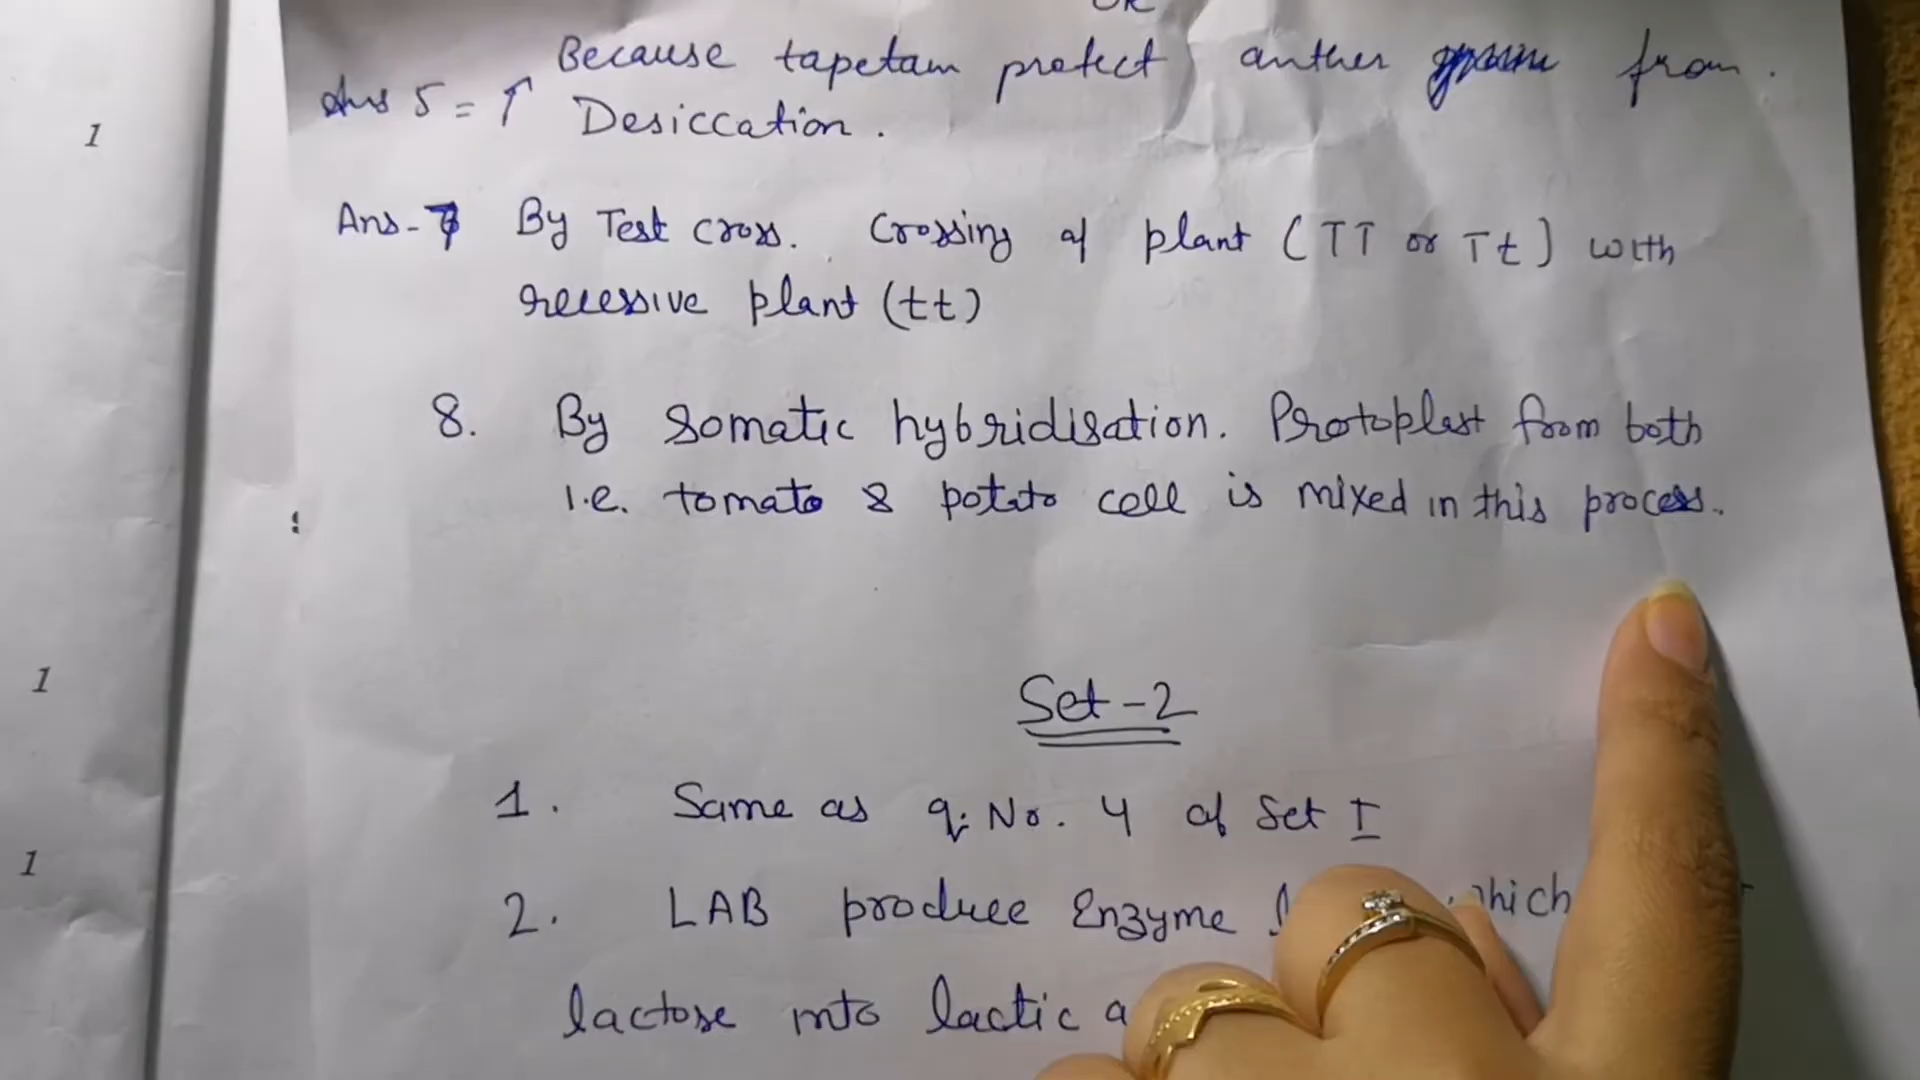 OR
Because tapetam protect anther from.
Ans 5 = ↑ Desiccation.
1
Ans-7 By Test cross. Crossing of plant (TT or Tt) with
recessive plant (tt)
8. By Somatic hybridisation. Protoplast from both
i.e. tomato & potato cell is mixed in this process.
1
Set-2
1. Same as q. No. 4 of Set I
1
2. LAB produce Enzyme which
lactose into lactic a